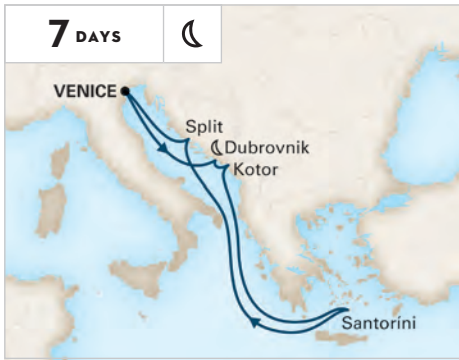 7 DAYS
VENICE
Split
Dubrovnik
Kotor
Santorini